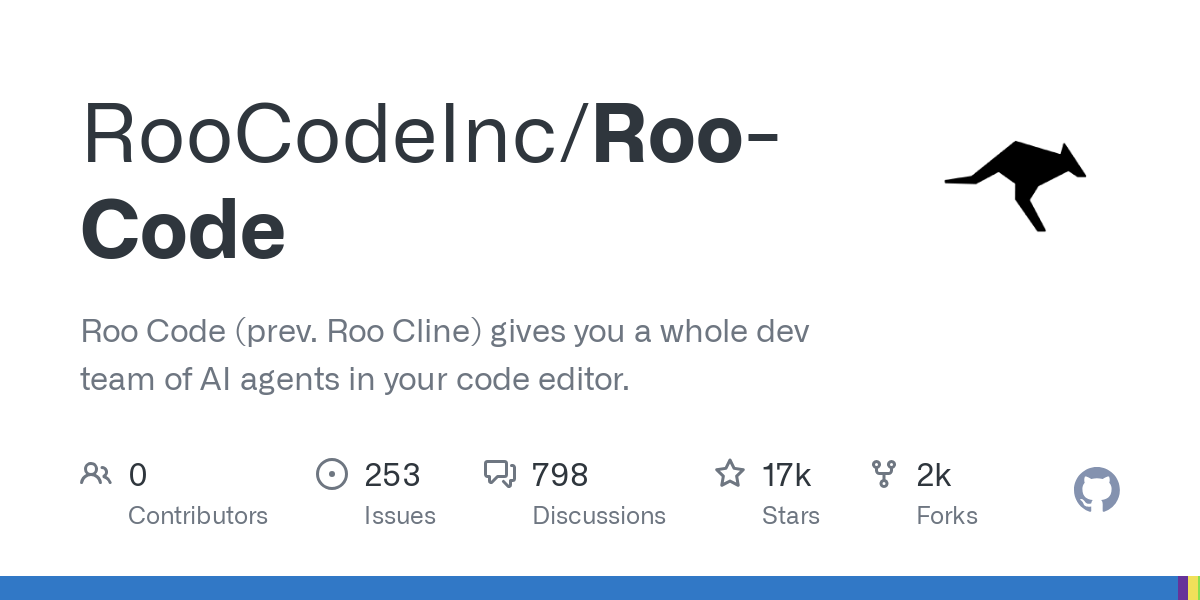 RooCodeInc/Roo-
Code
Roo Code (prev. Roo Cline) gives you a whole dev
team of AI agents in your code editor.
0 253 798 17k 2k
Contributors Issues Discussions Stars Forks